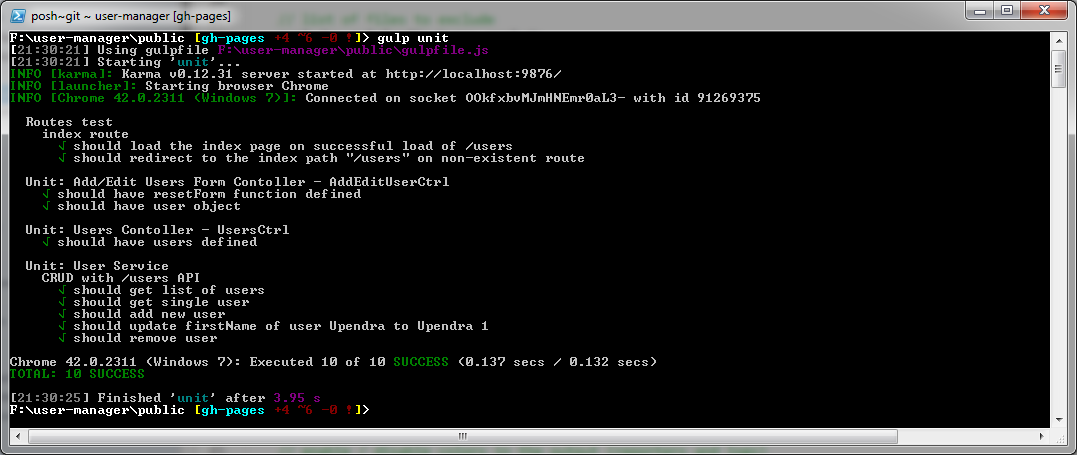 // list of files to exclude
posh~git ~ user-manager [gh-pages]
F:\user-manager\public [gh-pages +4 ~6 -0 !]> gulp unit
[21:30:21] Using gulpfile F:\user-manager\public\gulpfile.js
[21:30:21] Starting 'unit'...
INFO [karma]: Karma v0.12.31 server started at http://localhost:9876/
INFO [launcher]: Starting browser Chrome
INFO [Chrome 42.0.2311 (Windows 7)]: Connected on socket OOkfxbvMJmHNEmr0aL3- with id 91269375
Routes test
index route
√ should load the index page on successful load of /users
√ should redirect to the index path "/users" on non-existent route
Unit: Add/Edit Users Form Contoller - AddEditUserCtrl
√ should have resetForm function defined
√ should have user object
Unit: Users Contoller - UsersCtrl
√ should have users defined
Unit: User Service
CRUD with /users API
√ should get list of users
√ should get single user
√ should add new user
√ should update firstName of user Upendra to Upendra 1
√ should remove user
Chrome 42.0.2311 (Windows 7): Executed 10 of 10 SUCCESS (0.137 secs / 0.132 secs)
TOTAL: 10 SUCCESS
[21:30:25] Finished 'unit' after 3.95 s
F:\user-manager\public [gh-pages +4 ~6 -0 !]>